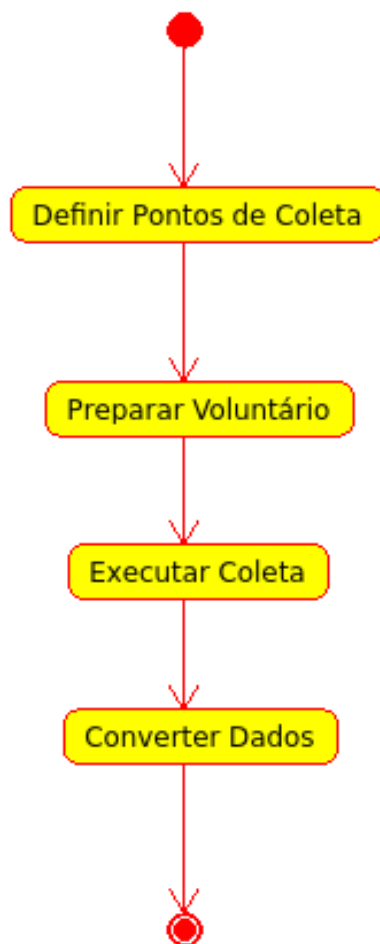 Definir Pontos de Coleta
Preparar Voluntário
Executar Coleta
Converter Dados